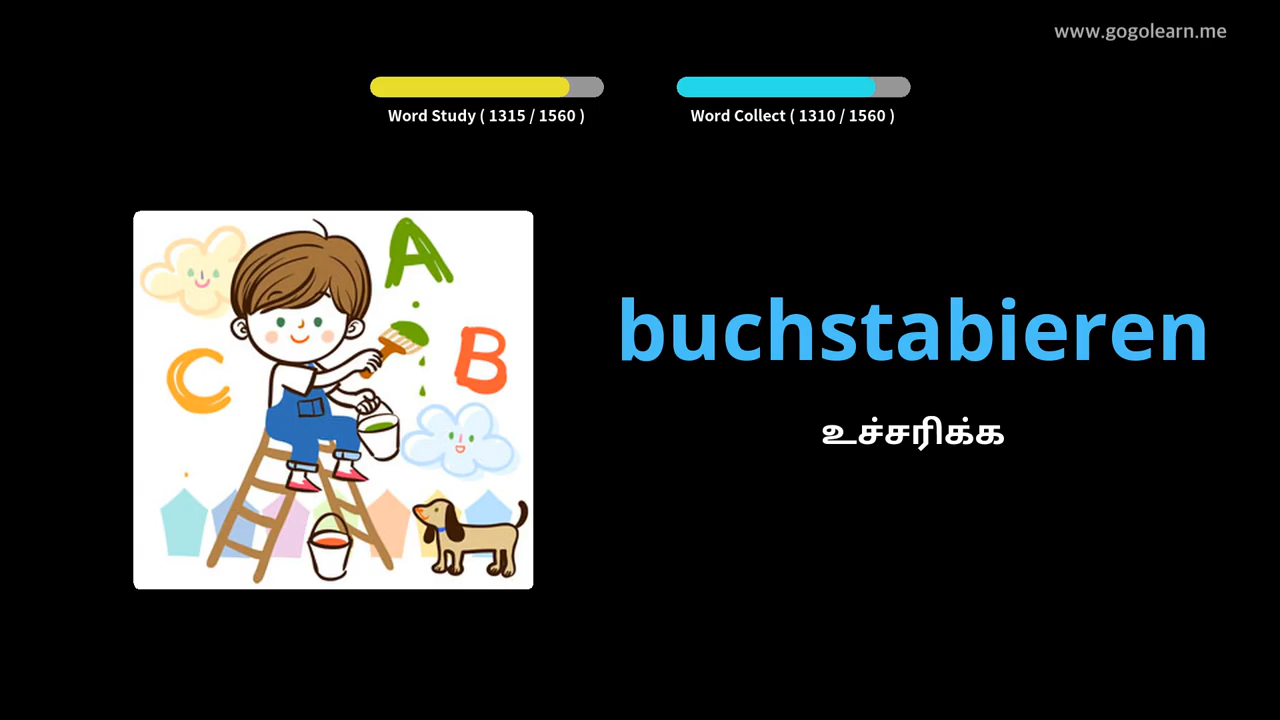 www.gogolearn.me
Word Study ( 1315 / 1560 )
Word Collect ( 1310 / 1560 )
A
B
C
buchstabieren
உச்சரிக்க